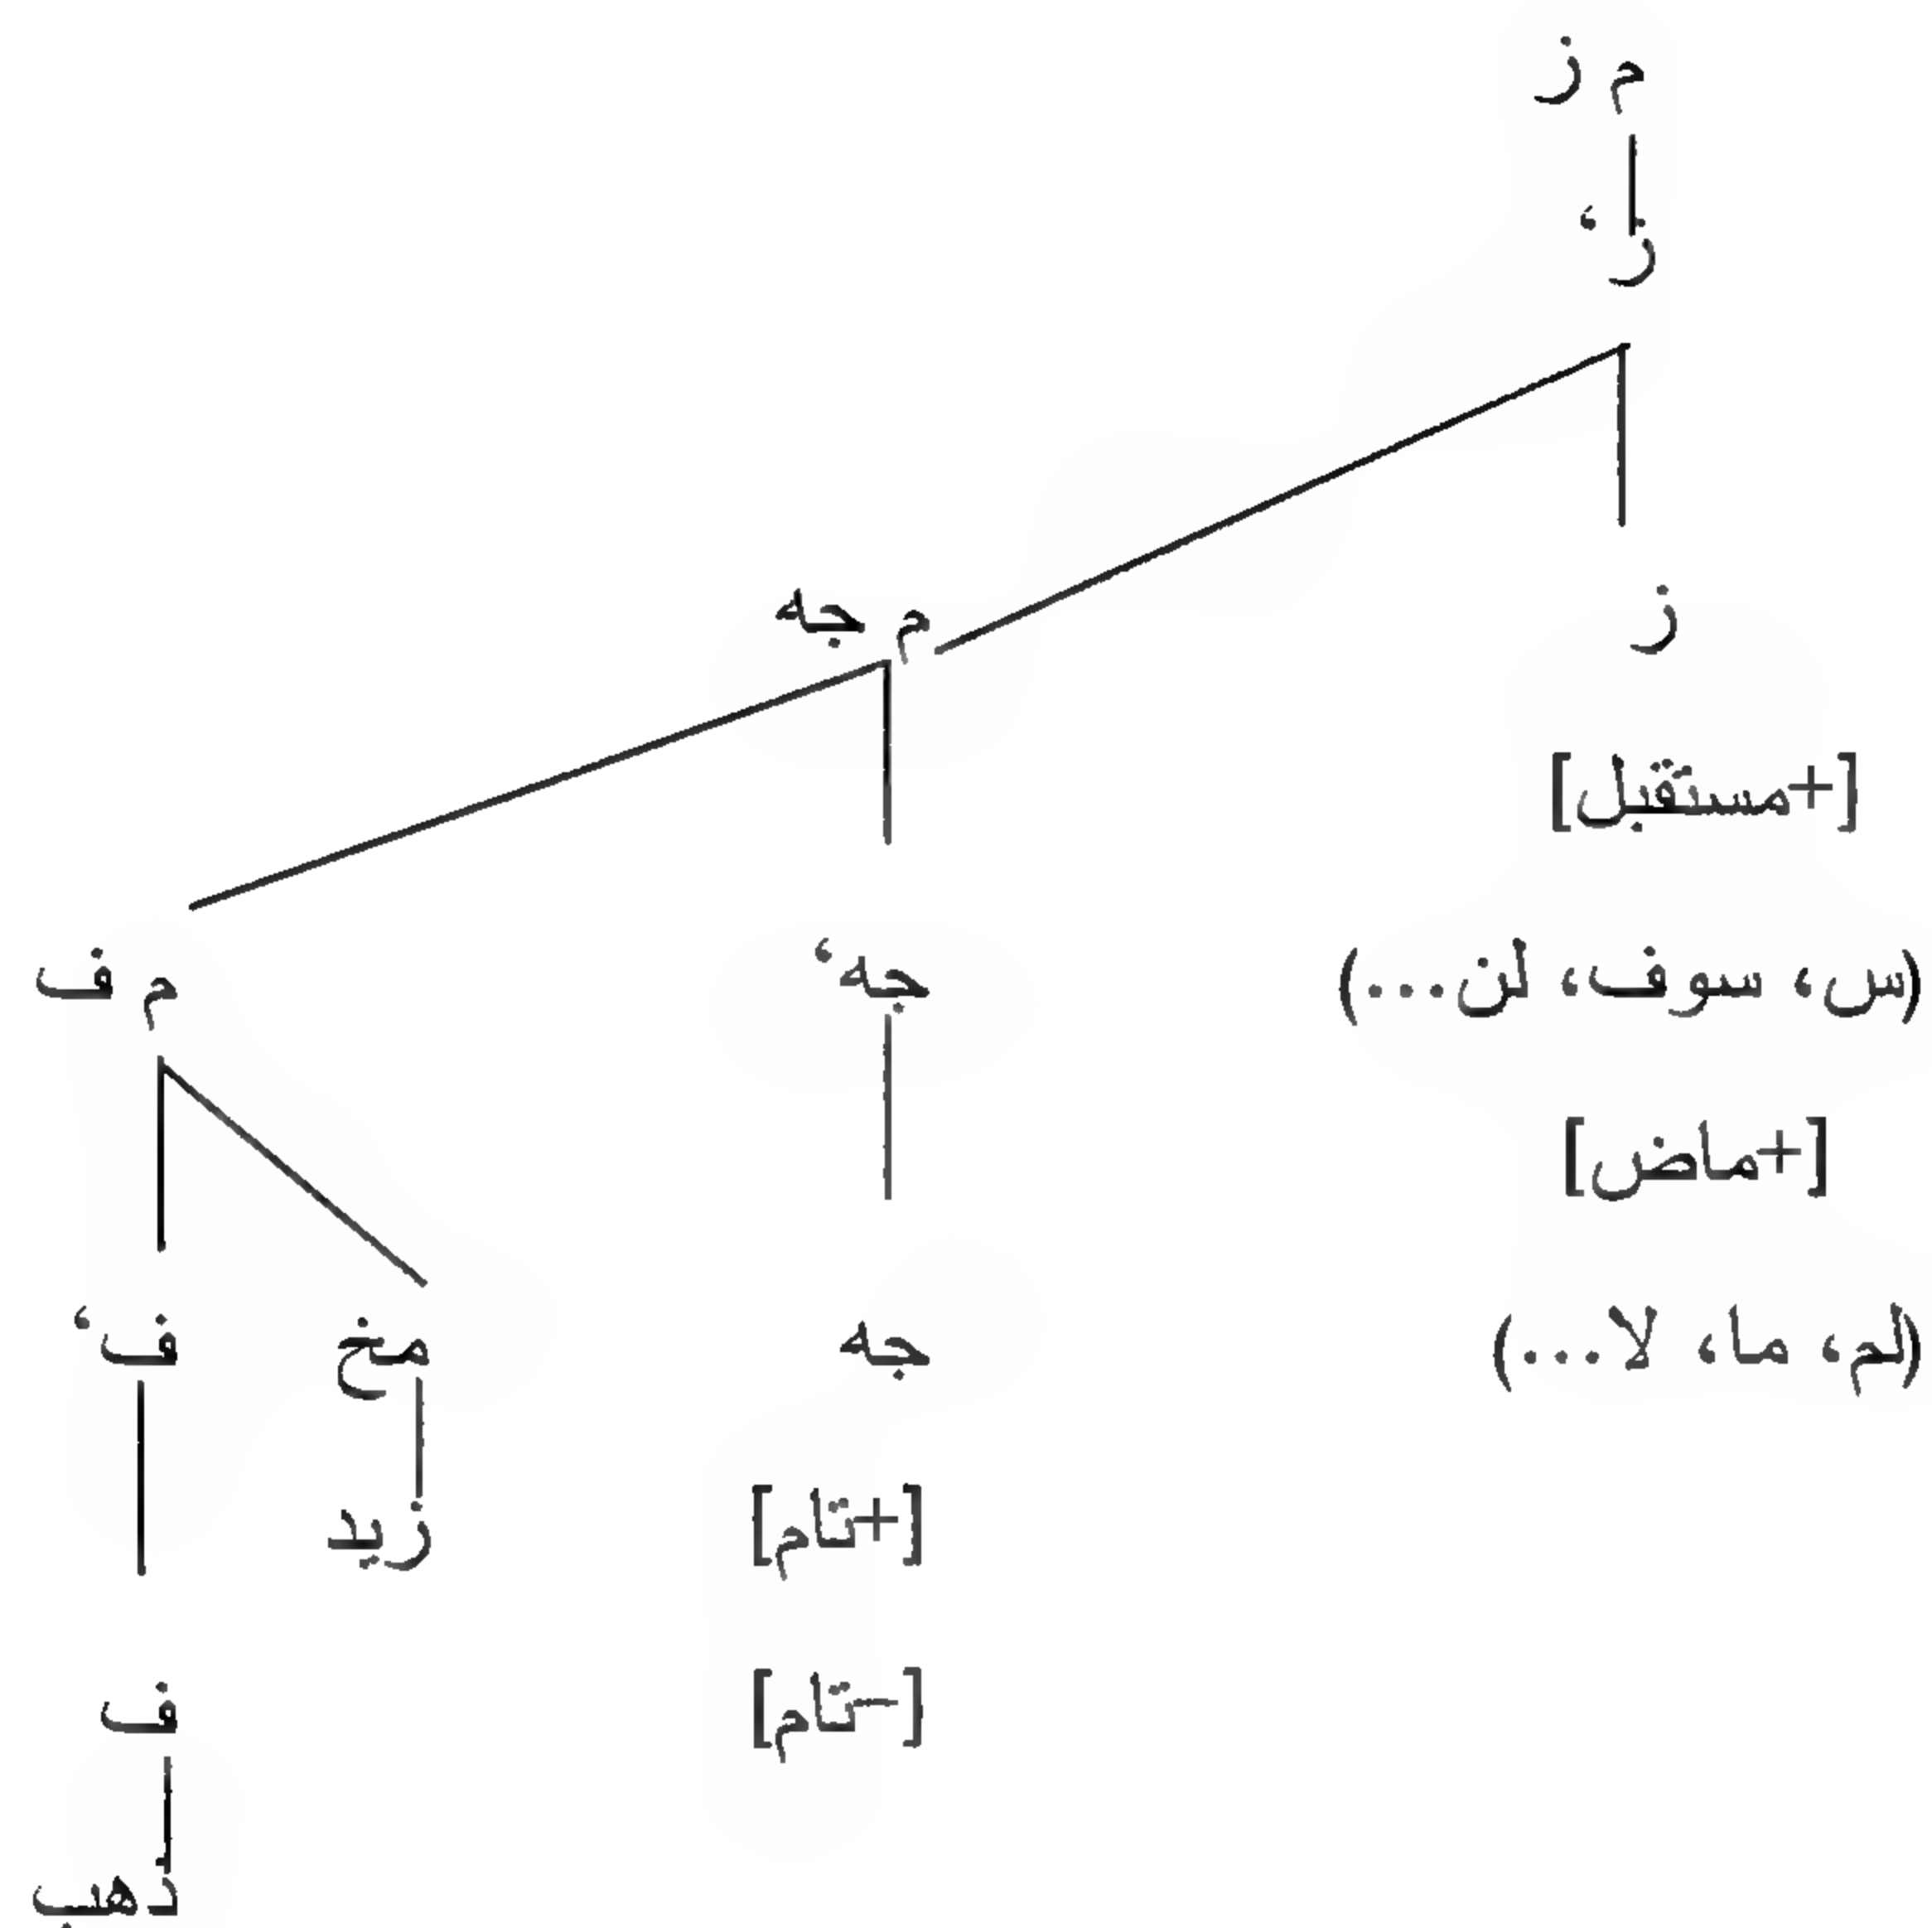 م ز
ز‘
م جه ز
[+مستقبل]
م ف جه‘ (س، سوف، لن...)
[+ماض]
ف‘ مخ جه (لم، ما، لا...)
زيد [+تام]
ف [–تام]
ذهب